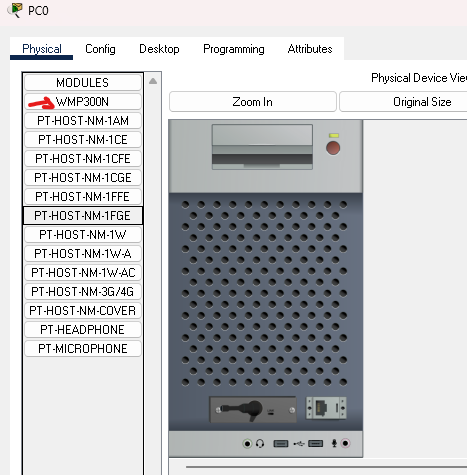 PC0
Physical Config Desktop Programming Attributes
MODULES
WMP300N
PT-HOST-NM-1AM
PT-HOST-NM-1CE
PT-HOST-NM-1CFE
PT-HOST-NM-1CGE
PT-HOST-NM-1FFE
PT-HOST-NM-1FGE
PT-HOST-NM-1W
PT-HOST-NM-1W-A
PT-HOST-NM-1W-AC
PT-HOST-NM-3G/4G
PT-HOST-NM-COVER
PT-HEADPHONE
PT-MICROPHONE
Physical Device View
Zoom In Original Size